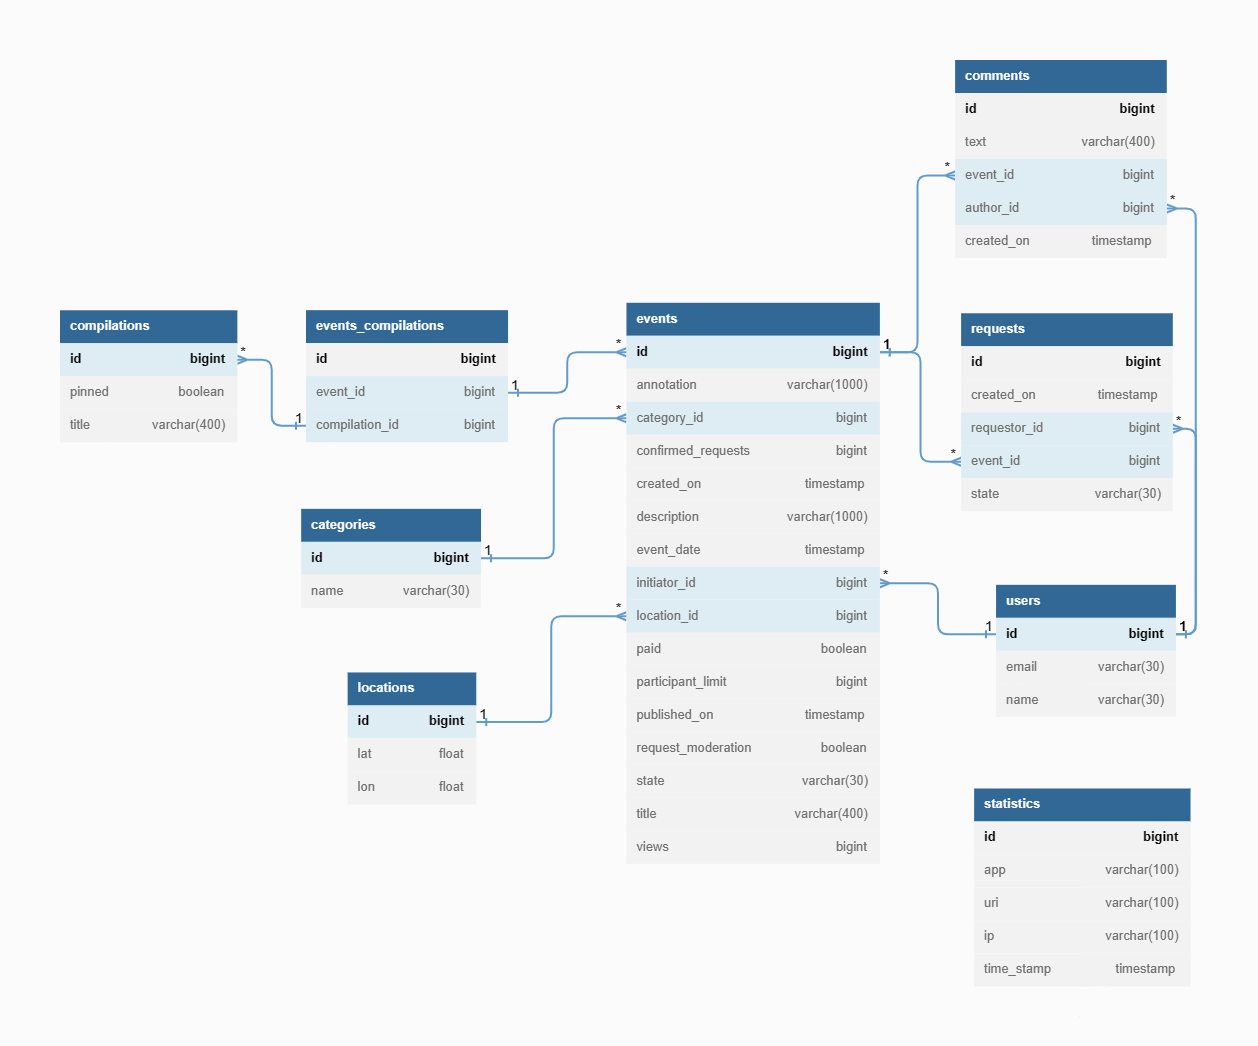 comments
id bigint
text varchar(400)
* event_id bigint
author_id bigint *
created_on timestamp
compilations
id bigint *
pinned boolean
title varchar(400)
events_compilations
id bigint
event_id bigint 1
1 compilation_id bigint
events
* id bigint 1
annotation varchar(1000)
* category_id bigint
confirmed_requests bigint
created_on timestamp
description varchar(1000)
event_date timestamp
initiator_id bigint *
* location_id bigint
paid boolean
participant_limit bigint
published_on timestamp
request_moderation boolean
state varchar(30)
title varchar(400)
views bigint
requests
id bigint
created_on timestamp
requestor_id bigint *
* event_id bigint
state varchar(30)
categories
id bigint 1
name varchar(30)
users
1 id bigint 1
email varchar(30)
name varchar(30)
locations
id bigint 1
lat float
lon float
statistics
id bigint
app varchar(100)
uri varchar(100)
ip varchar(100)
time_stamp timestamp